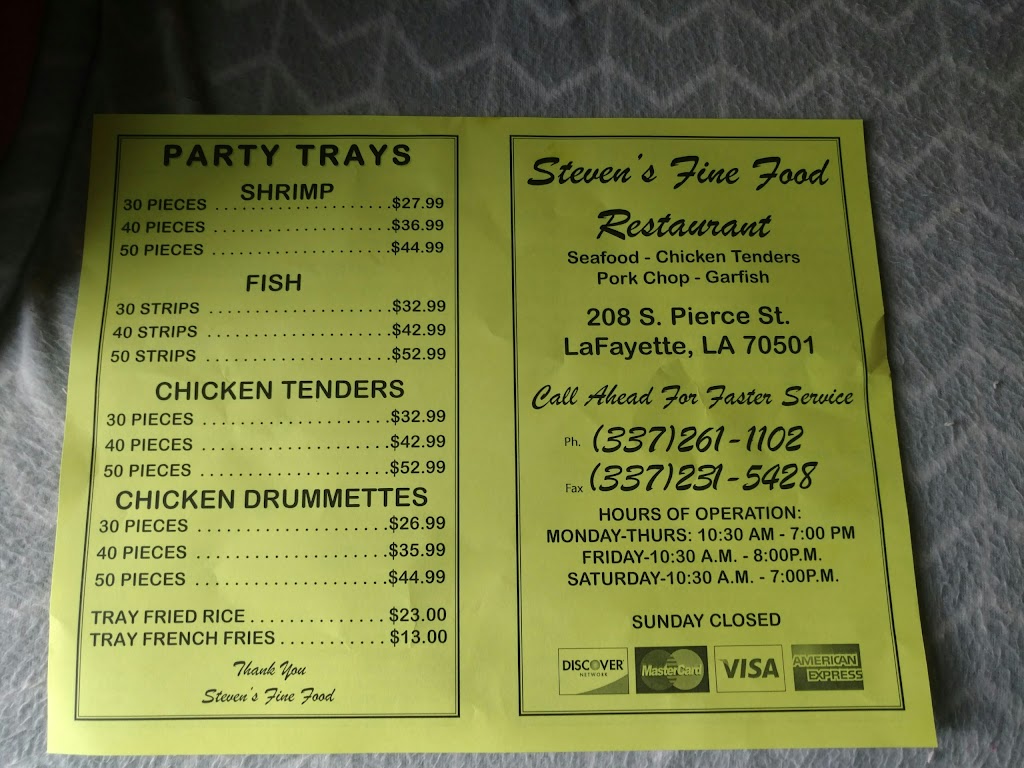 PARTY TRAYS
SHRIMP
30 PIECES ....................$27.99
40 PIECES ....................$36.99
50 PIECES ....................$44.99
FISH
30 STRIPS ....................$32.99
40 STRIPS ....................$42.99
50 STRIPS ....................$52.99
CHICKEN TENDERS
30 PIECES ....................$32.99
40 PIECES ....................$42.99
50 PIECES ....................$52.99
CHICKEN DRUMMETTES
30 PIECES ....................$26.99
40 PIECES ....................$35.99
50 PIECES ....................$44.99
TRAY FRIED RICE ...............$23.00
TRAY FRENCH FRIES ............$13.00
Thank You
Steven's Fine Food
Steven's Fine Food
Restaurant
Seafood - Chicken Tenders
Pork Chop - Garfish
208 S. Pierce St.
LaFayette, LA 70501
Call Ahead For Faster Service
Ph. (337)261-1102
Fax (337)231-5428
HOURS OF OPERATION:
MONDAY-THURS: 10:30 AM - 7:00 PM
FRIDAY-10:30 A.M. - 8:00P.M.
SATURDAY-10:30 A.M. - 7:00P.M.
SUNDAY CLOSED
DISCOVER NETWORK MasterCard VISA AMERICAN EXPRESS